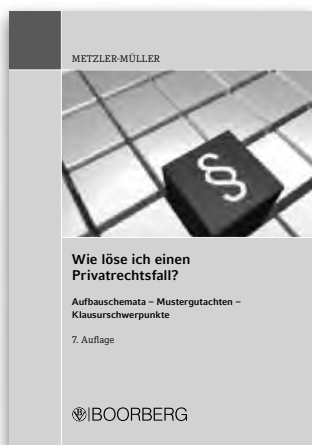 METZLER-MÜLLER
§
Wie löse ich einen
Privatrechtsfall?
Aufbauschemata – Mustergutachten –
Klausurschwerpunkte
7. Auflage
BOORBERG